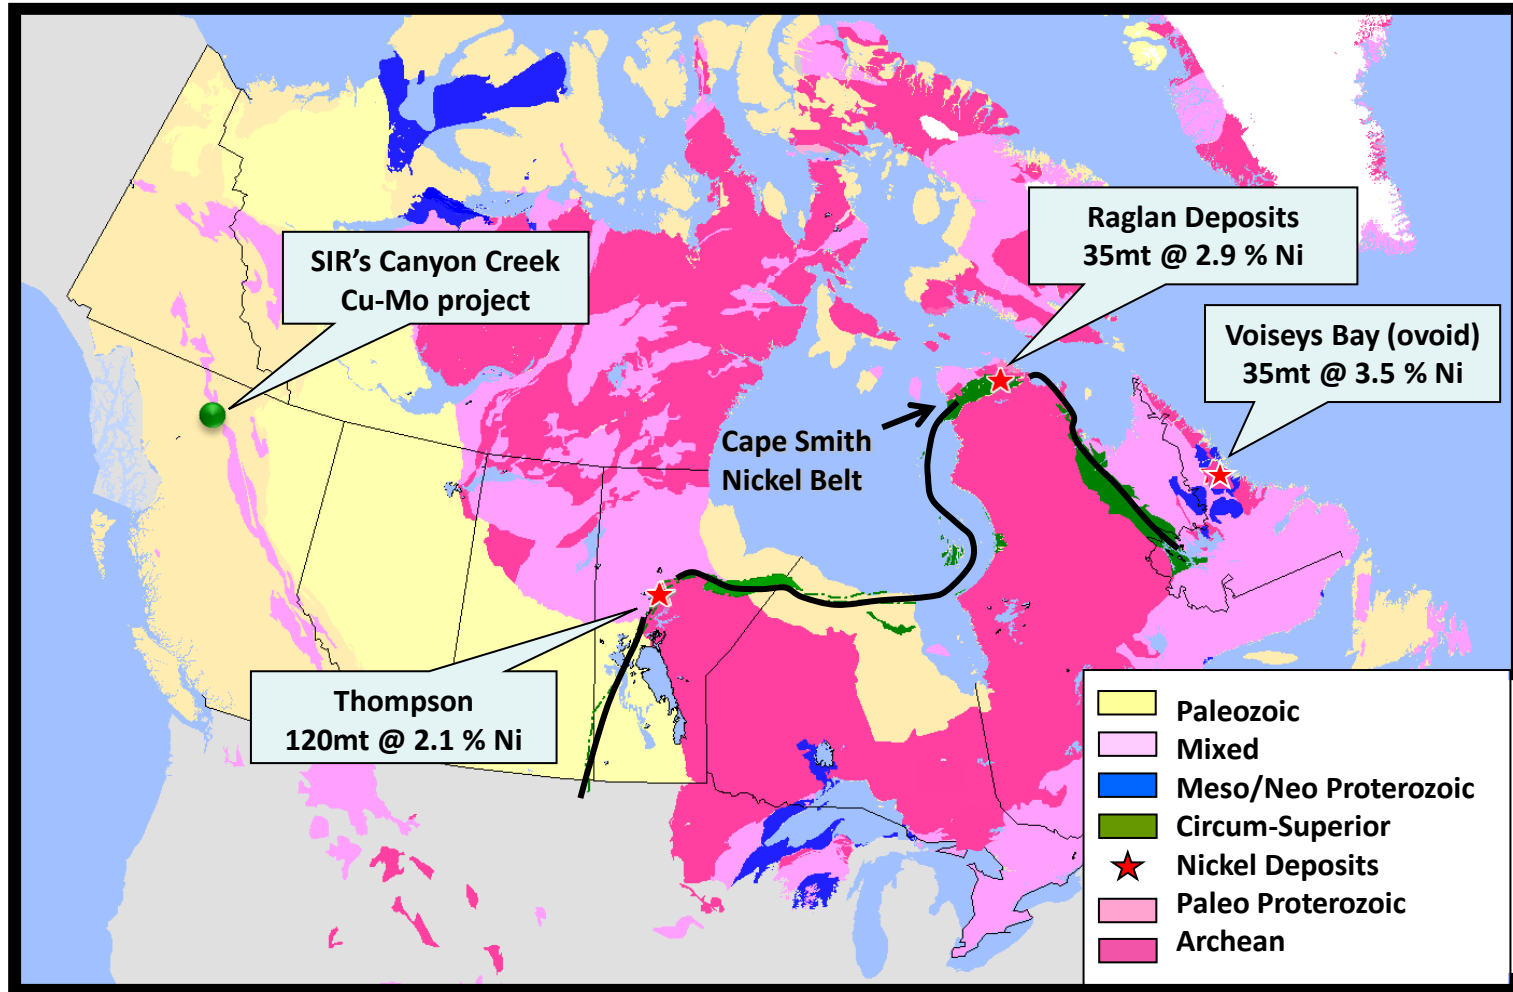 SIR's Canyon Creek
Cu-Mo project
Raglan Deposits
35mt @ 2.9 % Ni
Voiseys Bay (ovoid)
35mt @ 3.5 % Ni
Cape Smith
Nickel Belt
Thompson
120mt @ 2.1 % Ni
Paleozoic
Mixed
Meso/Neo Proterozoic
Circum-Superior
Nickel Deposits
Paleo Proterozoic
Archean